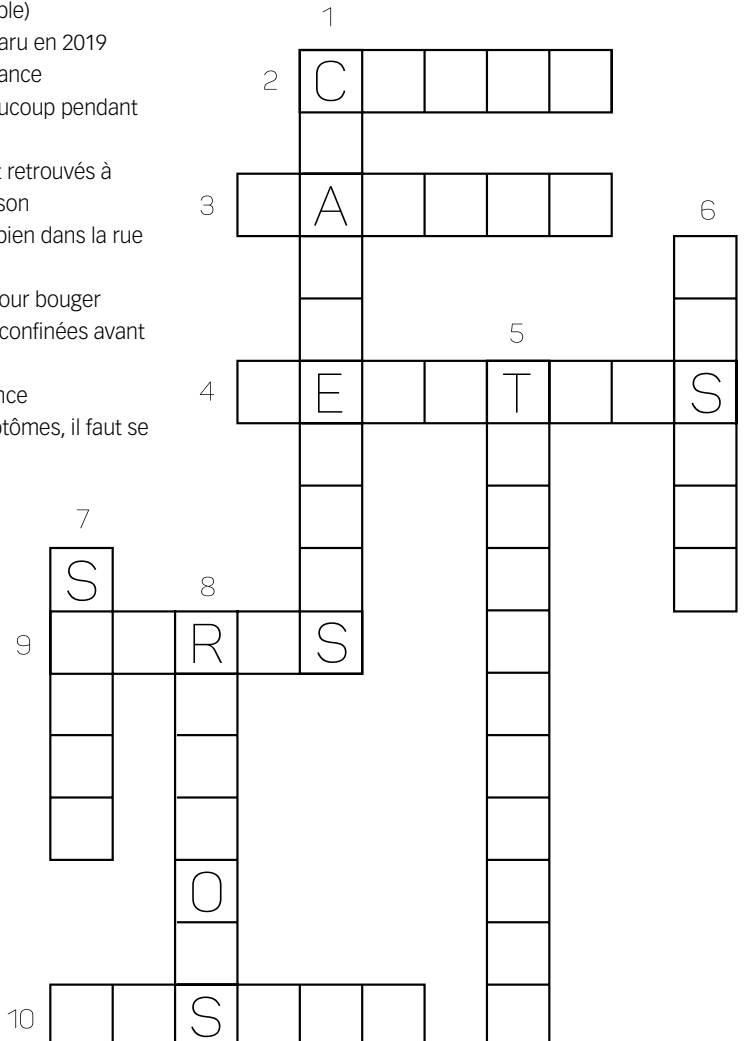 ble)
aru en 2019
ance
ucoup pendant
retrouvés à
son
bien dans la rue
our bouger
confinées avant
nce
ptômes, il faut se
1
2 C
3 A
6
5
4 E T S
7
S
8
9 R S
O
10 S